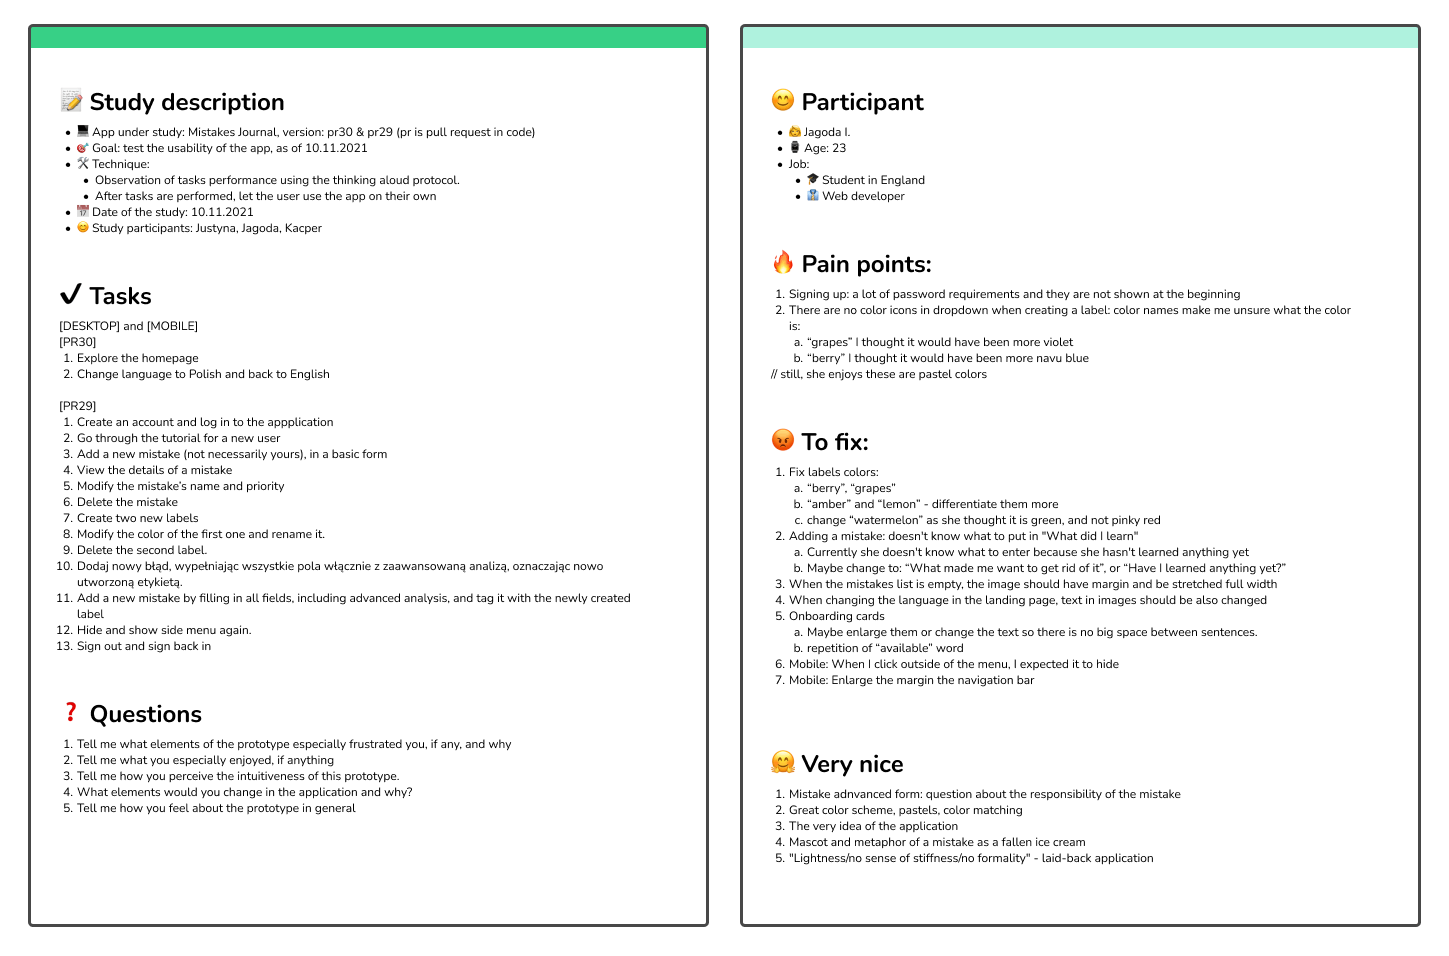 Study description
• App under study: Mistakes Journal, version: pr30 & pr29 (pr is pull request in code)
• Goal: test the usability of the app, as of 10.11.2021
• Technique:
• Observation of tasks performance using the thinking aloud protocol.
• After tasks are performed, let the user use the app on their own
• Date of the study: 10.11.2021
• Study participants: Justyna, Jagoda, Kacper
Tasks
[DESKTOP] and [MOBILE]
[PR30]
1. Explore the homepage
2. Change language to Polish and back to English
[PR29]
1. Create an account and log in to the appplication
2. Go through the tutorial for a new user
3. Add a new mistake (not necessarily yours), in a basic form
4. View the details of a mistake
5. Modify the mistake's name and priority
6. Delete the mistake
7. Create two new labels
8. Modify the color of the first one and rename it.
9. Delete the second label.
10. Dodaj nowy błąd, wypełniając wszystkie pola włącznie z zaawansowaną analizą, oznaczając nowo
utworzoną etykietą.
11. Add a new mistake by filling in all fields, including advanced analysis, and tag it with the newly created
label
12. Hide and show side menu again.
13. Sign out and sign back in
Questions
1. Tell me what elements of the prototype especially frustrated you, if any, and why
2. Tell me what you especially enjoyed, if anything
3. Tell me how you perceive the intuitiveness of this prototype.
4. What elements would you change in the application and why?
5. Tell me how you feel about the prototype in general
Participant
• Jagoda I.
• Age: 23
• Job:
• Student in England
• Web developer
Pain points:
1. Signing up: a lot of password requirements and they are not shown at the beginning
2. There are no color icons in dropdown when creating a label: color names make me unsure what the color
is:
a. “grapes” I thought it would have been more violet
b. “berry” I thought it would have been more navu blue
// still, she enjoys these are pastel colors
To fix:
1. Fix labels colors:
a. “berry”, “grapes”
b. “amber” and “lemon” - differentiate them more
c. change “watermelon” as she thought it is green, and not pinky red
2. Adding a mistake: doesn't know what to put in "What did I learn"
a. Currently she doesn't know what to enter because she hasn't learned anything yet
b. Maybe change to: “What made me want to get rid of it”, or “Have I learned anything yet?”
3. When the mistakes list is empty, the image should have margin and be stretched full width
4. When changing the language in the landing page, text in images should be also changed
5. Onboarding cards
a. Maybe enlarge them or change the text so there is no big space between sentences.
b. repetition of “available” word
6. Mobile: When I click outside of the menu, I expected it to hide
7. Mobile: Enlarge the margin the navigation bar
Very nice
1. Mistake adnvanced form: question about the responsibility of the mistake
2. Great color scheme, pastels, color matching
3. The very idea of the application
4. Mascot and metaphor of a mistake as a fallen ice cream
5. "Lightness/no sense of stiffness/no formality" - laid-back application